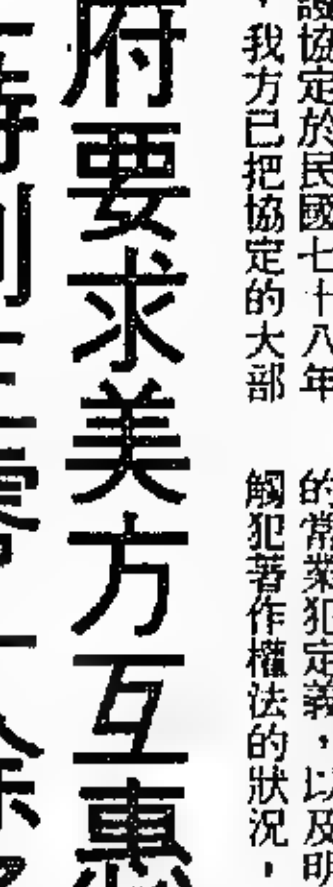 協定於民國七十八年
，我方已把協定的大部
的常業犯定義，以及明
觸犯著作權法的狀況，
府要求美方互惠